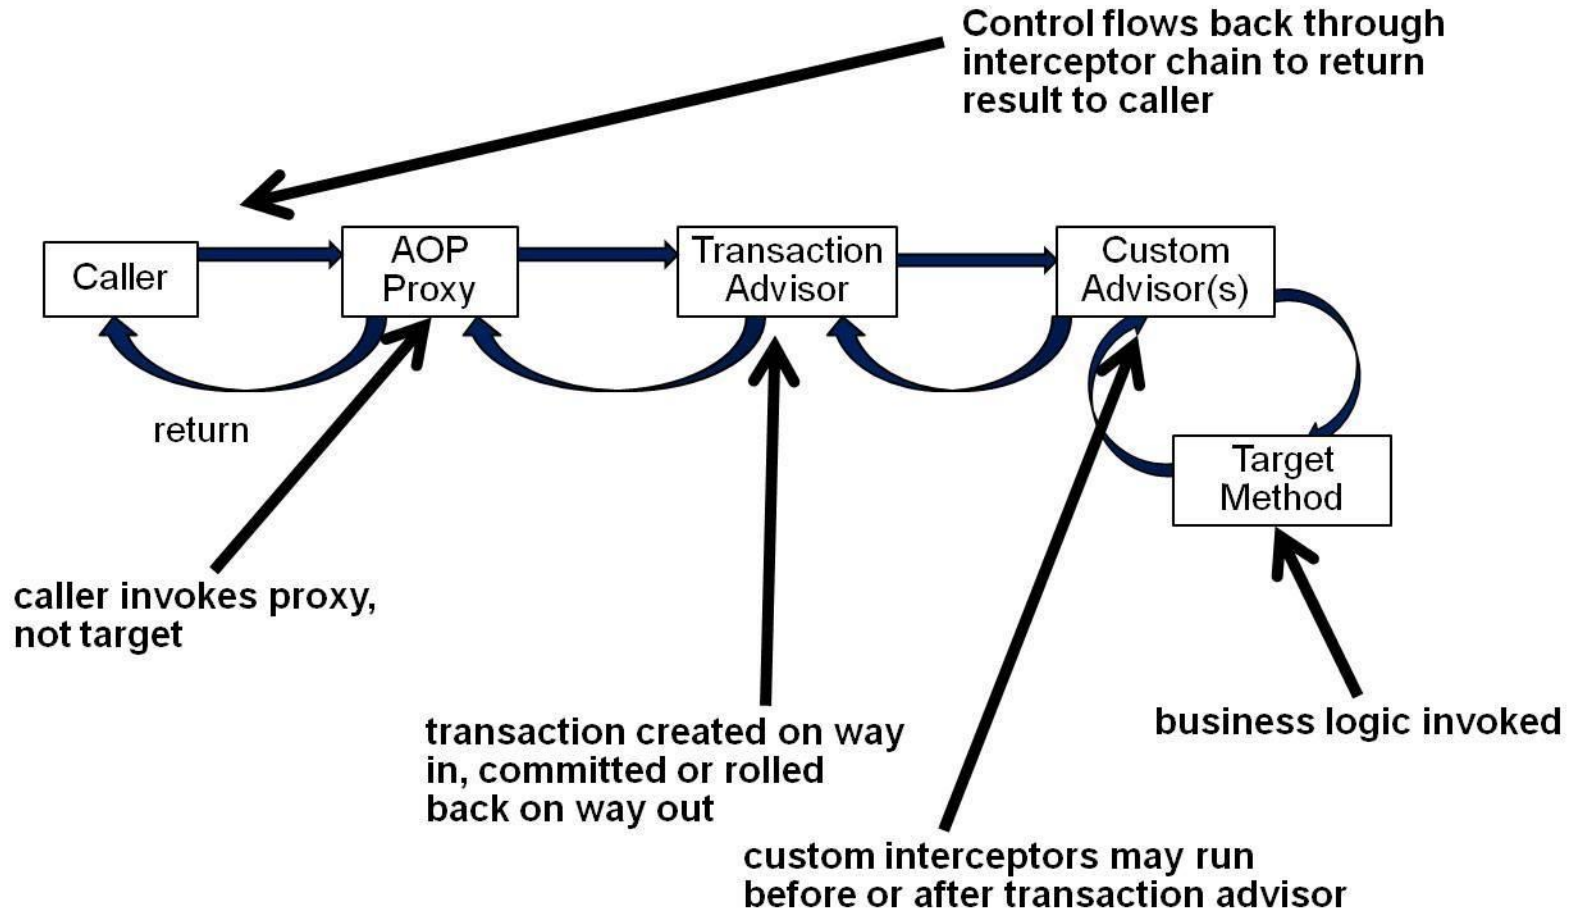 Control flows back through
interceptor chain to return
result to caller
Caller
AOP
Proxy
Transaction
Advisor
Custom
Advisor(s)
return
Target
Method
caller invokes proxy,
not target
transaction created on way
in, committed or rolled
back on way out
business logic invoked
custom interceptors may run
before or after transaction advisor